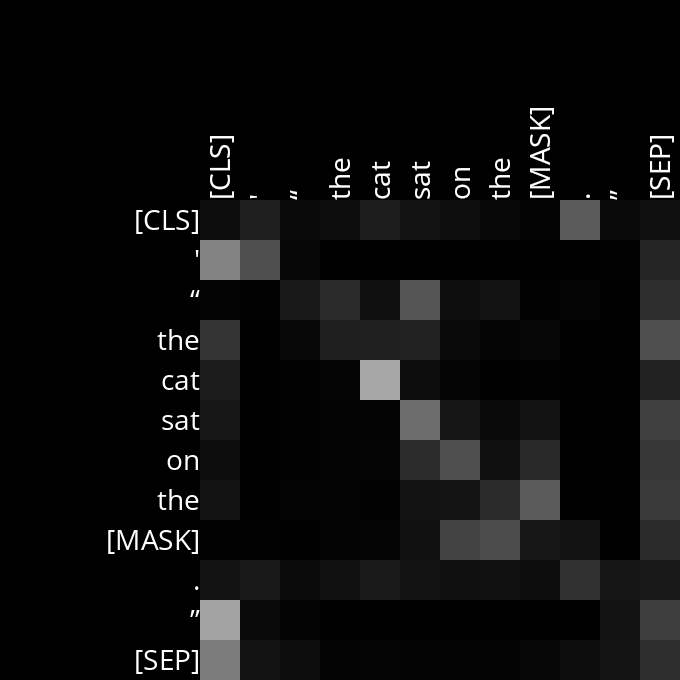 [CLS] ' “ the cat sat on the [MASK] . ” [SEP]
[CLS]
'
“
the
cat
sat
on
the
[MASK]
.
”
[SEP]